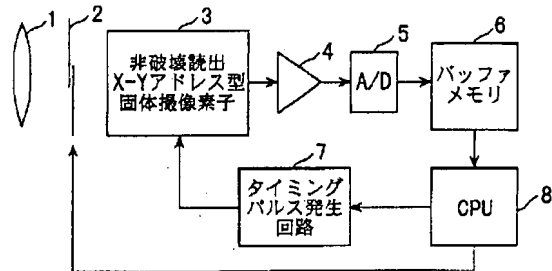 1
2
3
非破壊読出
X-Yアドレス型
固体撮像素子
4
5
A/D
6
バッファ
メモリ
7
タイミング
パルス発生
回路
CPU
8